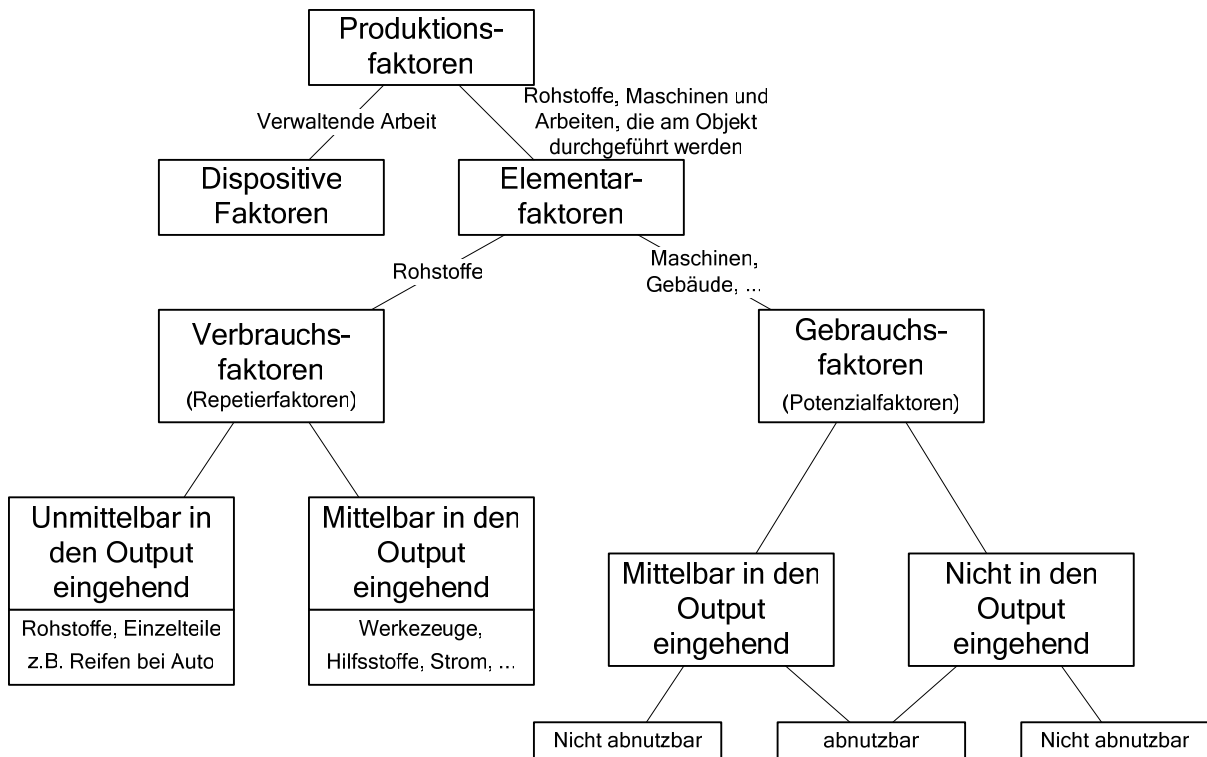 Produktions-
faktoren
Verwaltende Arbeit
Rohstoffe, Maschinen und
Arbeiten, die am Objekt
durchgeführt werden
Dispositive
Faktoren
Elementar-
faktoren
Rohstoffe
Maschinen,
Gebäude, ...
Verbrauchs-
faktoren
(Repetierfaktoren)
Gebrauchs-
faktoren
(Potenzialfaktoren)
Unmittelbar in
den Output
eingehend
Rohstoffe, Einzelteile
z.B. Reifen bei Auto
Mittelbar in den
Output
eingehend
Werkezeuge,
Hilfsstoffe, Strom, ...
Mittelbar in den
Output
eingehend
Nicht in den
Output
eingehend
Nicht abnutzbar
abnutzbar
Nicht abnutzbar